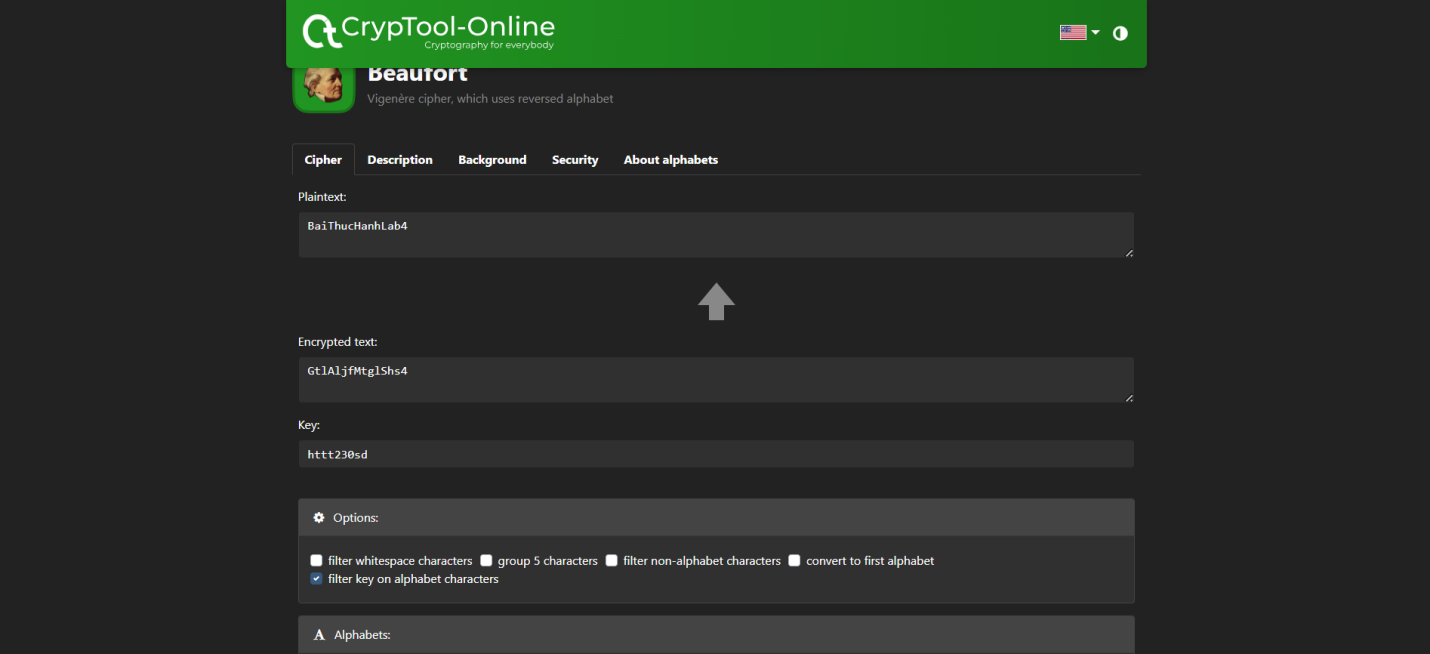 CrypTool-Online
Cryptography for everybody
Beaufort
Vigenère cipher, which uses reversed alphabet
Cipher Description Background Security About alphabets
Plaintext:
BaiThucHanhLab4
Encrypted text:
GtlAljfMtglShs4
Key:
httt230sd
Options:
filter whitespace characters group 5 characters filter non-alphabet characters convert to first alphabet
filter key on alphabet characters
Alphabets: